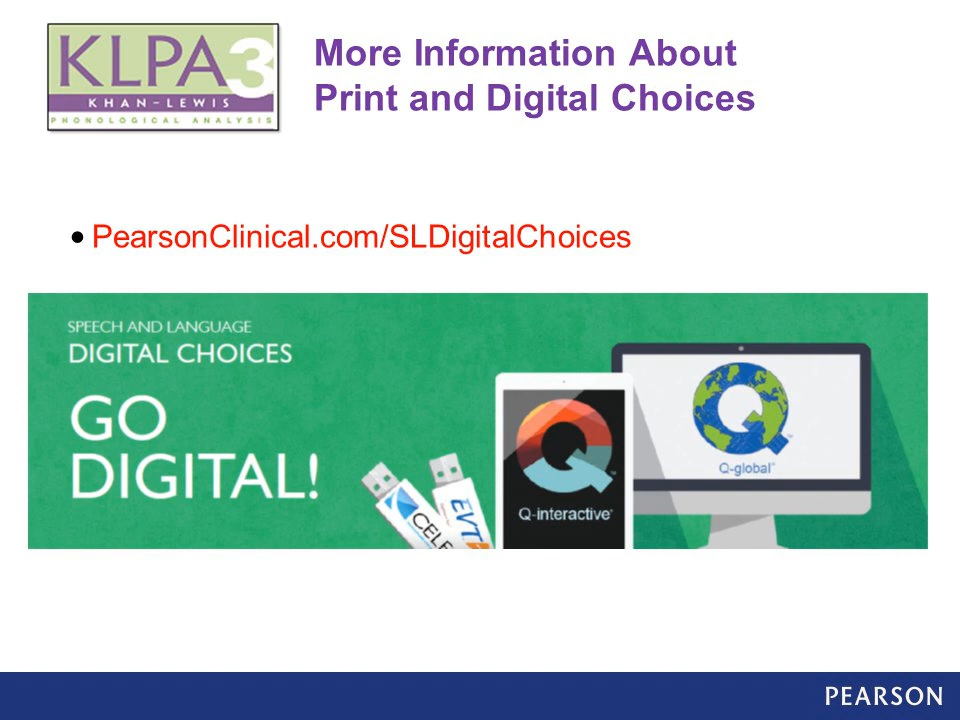 KLPA3
KHAN-LEWIS
PHONOLOGICAL ANALYSIS
More Information About
Print and Digital Choices
• PearsonClinical.com/SLDigitalChoices
SPEECH AND LANGUAGE
DIGITAL CHOICES
GO
DIGITAL!
CELF
EVT
Q-interactive
Q-global
PEARSON